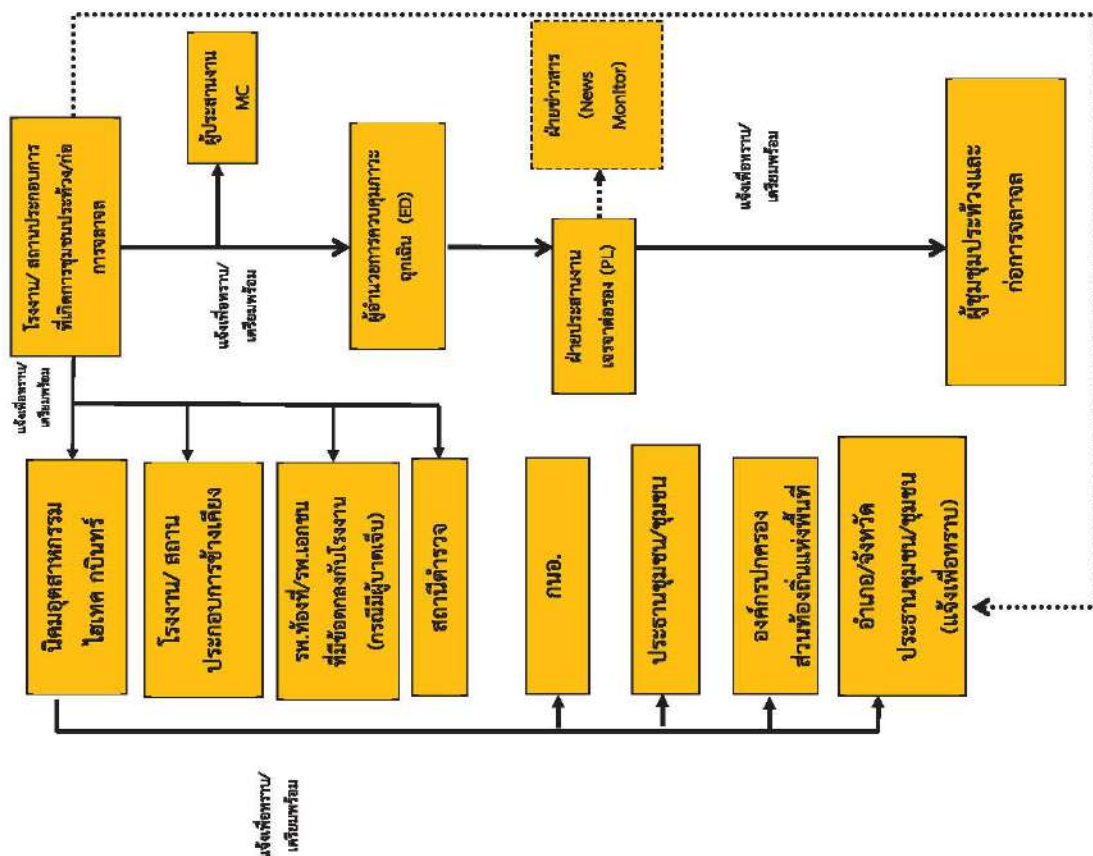 โรงงาน/ สถานประกอบการ
ที่เกิดการชุมชนประท้วง/ก่อ
การจลาจล
ผู้ประสานงาน
MC
แจ้งเพื่อทราบ/
เตรียมพร้อม
ผู้อำนวยการควบคุมภาวะ
ฉุกเฉิน (ED)
ฝ่ายประสานงาน
เจรจาต่อรอง (PL)
ฝ่ายข่าวสาร
(News
Monitor)
แจ้งเพื่อทราบ/
เตรียมพร้อม
ผู้ชุมชุมประท้วงและ
ก่อการจลาจล
แจ้งเพื่อทราบ/
เตรียมพร้อม
นิคมอุตสาหกรรม
ไฮเทค กบินทร์
โรงงาน/ สถาน
ประกอบการข้างเคียง
รพ.ท้องที่/รพ.เอกชน
ที่มีข้อตกลงกับโรงงาน
(กรณีมีผู้บาดเจ็บ)
สถานีตำรวจ
กนอ.
ประธานชุมชน/ชุมชน
องค์กรปกครอง
ส่วนท้องถิ่นแห่งพื้นที่
อำเภอ/จังหวัด
ประธานชุมชน/ชุมชน
(แจ้งเพื่อทราบ)
แจ้งเพื่อทราบ/
เตรียมพร้อม